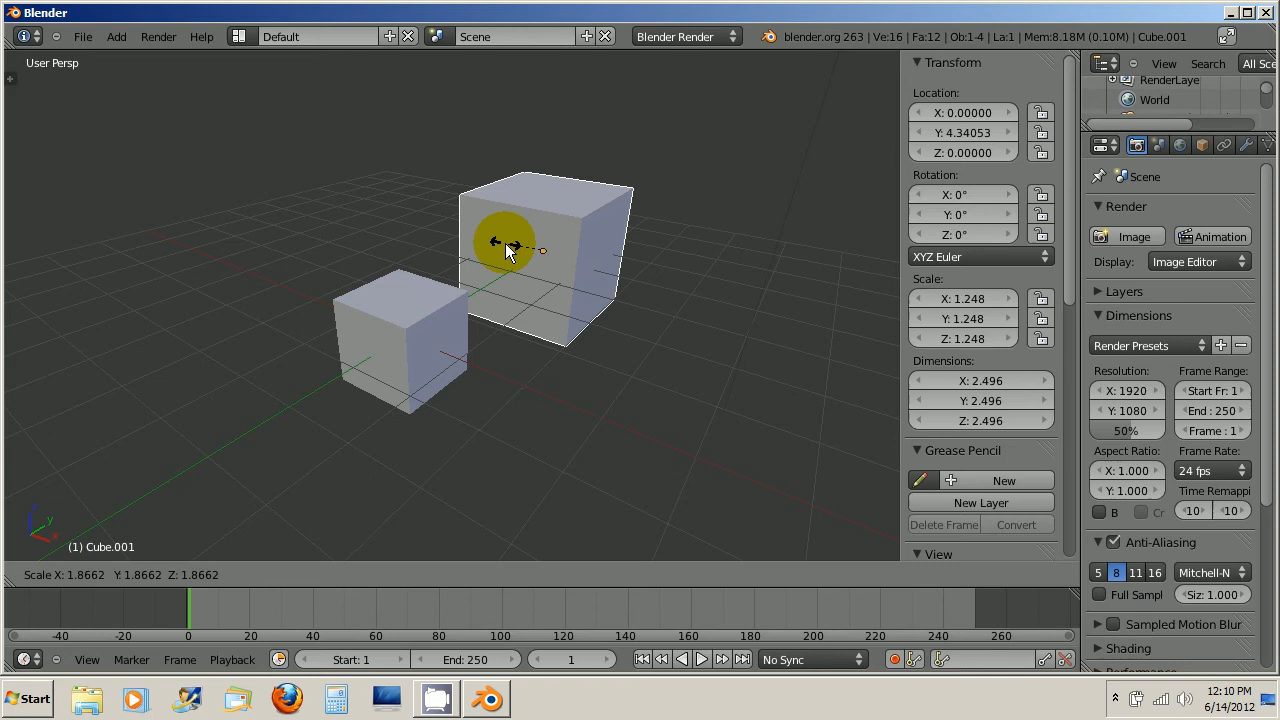 Blender
File Add Render Help Default Scene Blender Render blender.org 263 | Ve:16 | Fa:12 | Ob:1-4 | La:1 | Mem:8.18M (0.10M) | Cube.001
User Persp
Transform
Location:
X: 0.00000
Y: 4.34053
Z: 0.00000
Rotation:
X: 0°
Y: 0°
Z: 0°
XYZ Euler
Scale:
X: 1.248
Y: 1.248
Z: 1.248
Dimensions:
X: 2.496
Y: 2.496
Z: 2.496
Grease Pencil
New
New Layer
Delete Frame Convert
View
View Search All Sce
RenderLaye
World
Scene
Render
Image Animation
Display: Image Editor
Layers
Dimensions
Render Presets
Resolution: Frame Range:
X: 1920 Start Fr: 1
Y: 1080 End : 250
50% Frame : 1
Aspect Ratio: Frame Rate:
X: 1.000 24 fps
Y: 1.000 Time Remappi
B Cr 10 10
Anti-Aliasing
5 8 11 16 Mitchell-N
Full Sampl Siz: 1.000
Sampled Motion Blur
Shading
z
y
x
(1) Cube.001
Scale X: 1.8662 Y: 1.8662 Z: 1.8662
-40 -20 0 20 40 60 80 100 120 140 160 180 200 220 240 260
View Marker Frame Playback Start: 1 End: 250 1 No Sync
Start 12:10 PM
6/14/2012